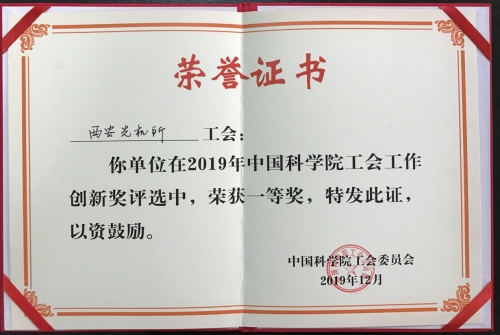 荣誉证书
西安光机所 工会：
你单位在2019年中国科学院工会工作
创新奖评选中，荣获一等奖，特发此证，
以资鼓励。
中国科学院工会委员会
2019年12月